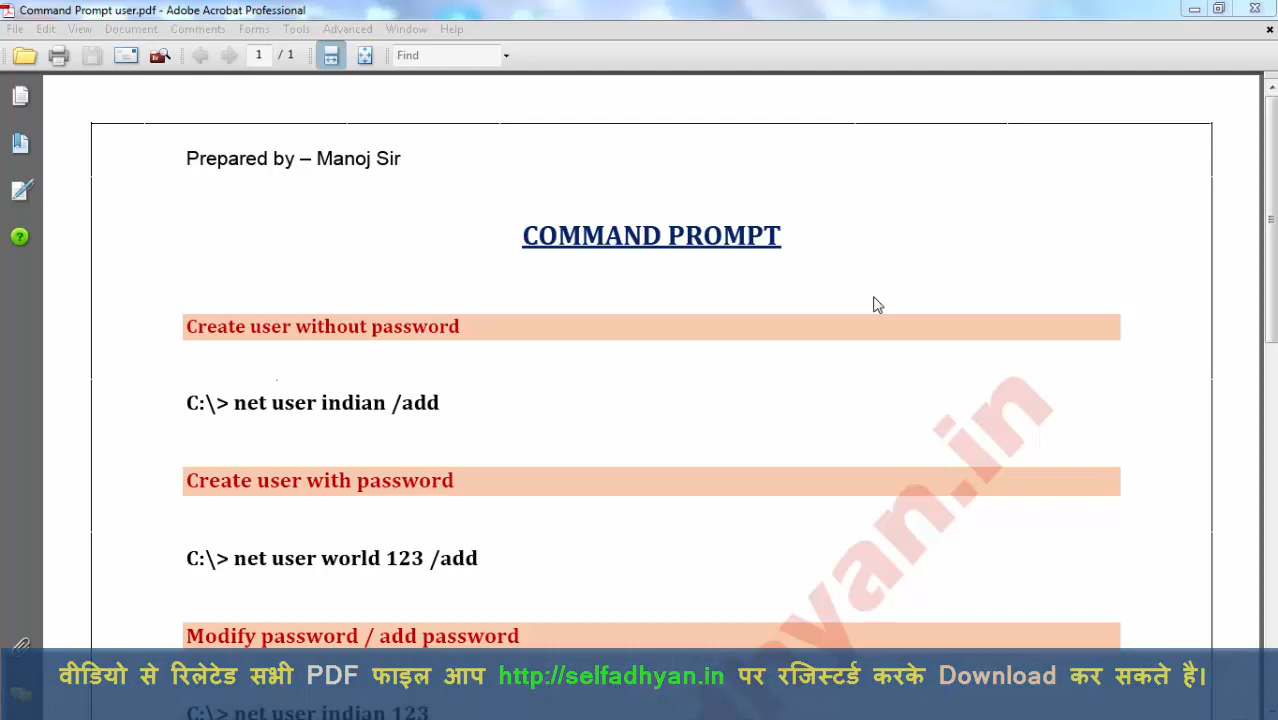 Command Prompt user.pdf - Adobe Acrobat Professional
File Edit View Document Comments Forms Tools Advanced Window Help
1 / 1 Find
Prepared by – Manoj Sir
COMMAND PROMPT
Create user without password
C:\> net user indian /add
Create user with password
C:\> net user world 123 /add
Modify password / add password
वीडियो से रिलेटेड सभी PDF फाइल आप http://selfadhyan.in पर रजिस्टर्ड करके Download कर सकते है।
C:\> net user indian 123